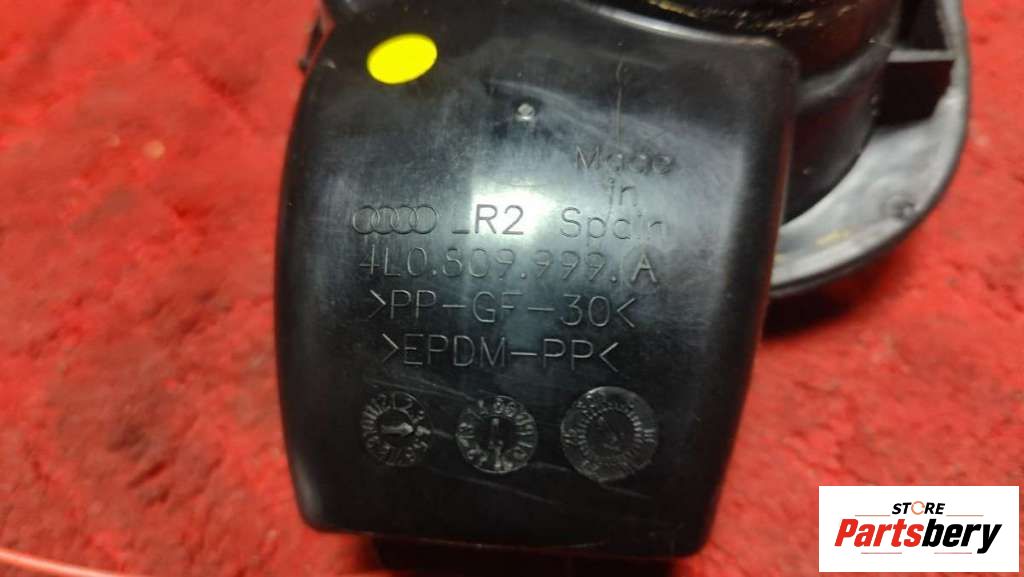 Made
in
LR2 Spain
4L0.809.999.A
>PP-GF-30<
>EPDM-PP<
STORE
Partsbery